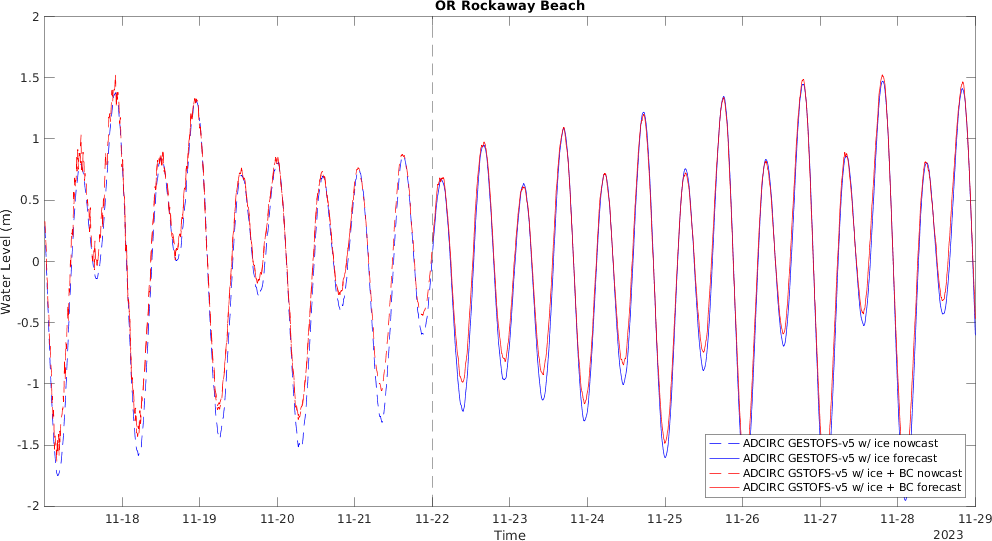 OR Rockaway Beach
2
1.5
1
0.5
0
-0.5
-1
-1.5
-2
Water Level (m)
ADCIRC GESTOFS-v5 w/ ice nowcast
ADCIRC GESTOFS-v5 w/ ice forecast
ADCIRC GSTOFS-v5 w/ ice + BC nowcast
ADCIRC GSTOFS-v5 w/ ice + BC forecast
11-18 11-19 11-20 11-21 11-22 11-23 11-24 11-25 11-26 11-27 11-28 11-29
Time
2023